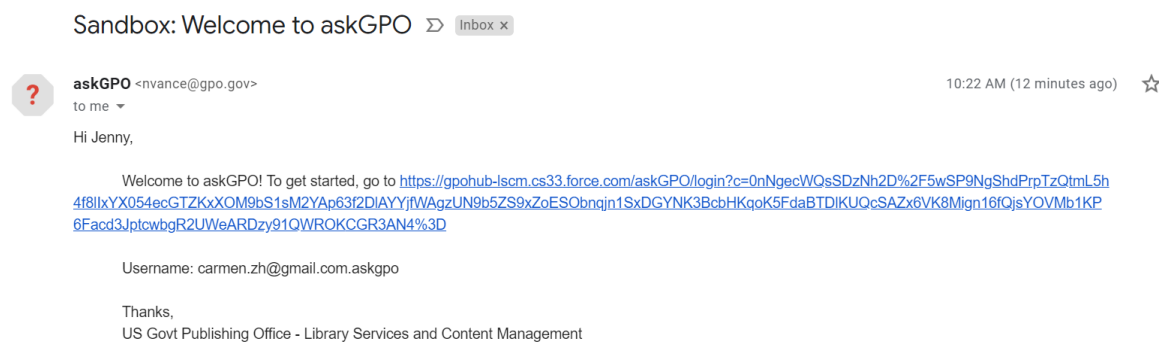 Sandbox: Welcome to askGPO Inbox x
askGPO <nvance@gpo.gov> 10:22 AM (12 minutes ago)
?
to me
Hi Jenny,
Welcome to askGPO! To get started, go to https://gpohub-lscm.cs33.force.com/askGPO/login?c=0nNgecWQsSDzNh2D%2F5wSP9NgShdPrpTzQtmL5h
4f8lIxYX054ecGTZKxXOM9bS1sM2YAp63f2DlAYYjfWAgzUN9b5ZS9xZoESObnqjn1SxDGYNK3BcbHKqoK5FdaBTDlKUQcSAZx6VK8Mign16fQjsYOVMb1KP
6Facd3JptcwbgR2UWeARDzy91QWROKCGR3AN4%3D
Username: carmen.zh@gmail.com.askgpo
Thanks,
US Govt Publishing Office - Library Services and Content Management